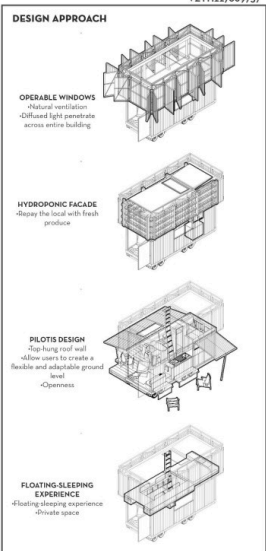 DESIGN APPROACH
OPERABLE WINDOWS
•Natural ventilation
•Diffused light penetrate
across entire building
HYDROPONIC FACADE
•Repay the local with fresh
produce
PILOTIS DESIGN
•Top-hung roof wall
•Allow users to create a
flexible and adaptable ground
level
•Openness
FLOATING-SLEEPING
EXPERIENCE
•Floating-sleeping experience
•Private space